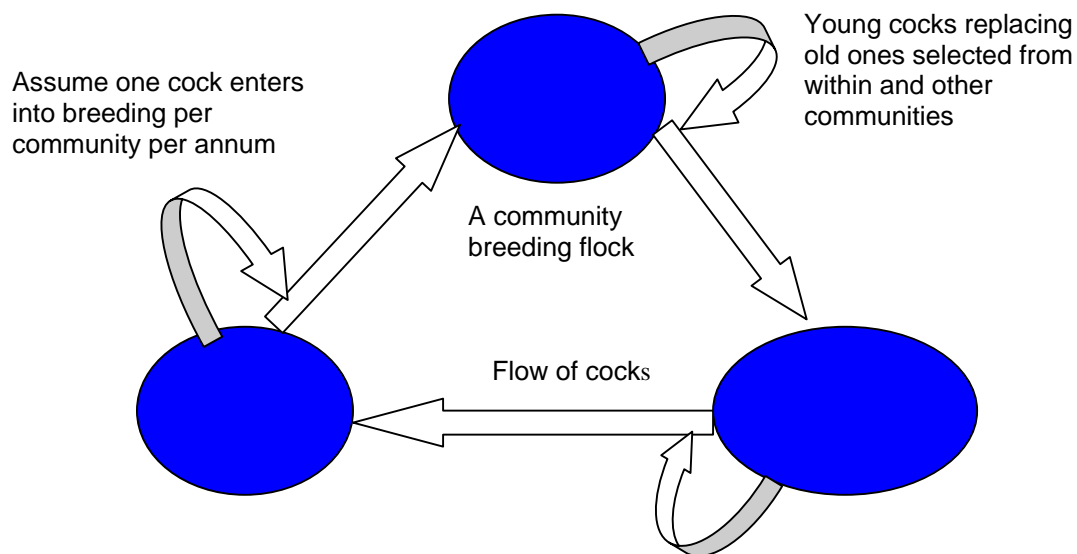 Young cocks replacing
old ones selected from
within and other
communities
Assume one cock enters
into breeding per
community per annum
A community
breeding flock
Flow of cocks